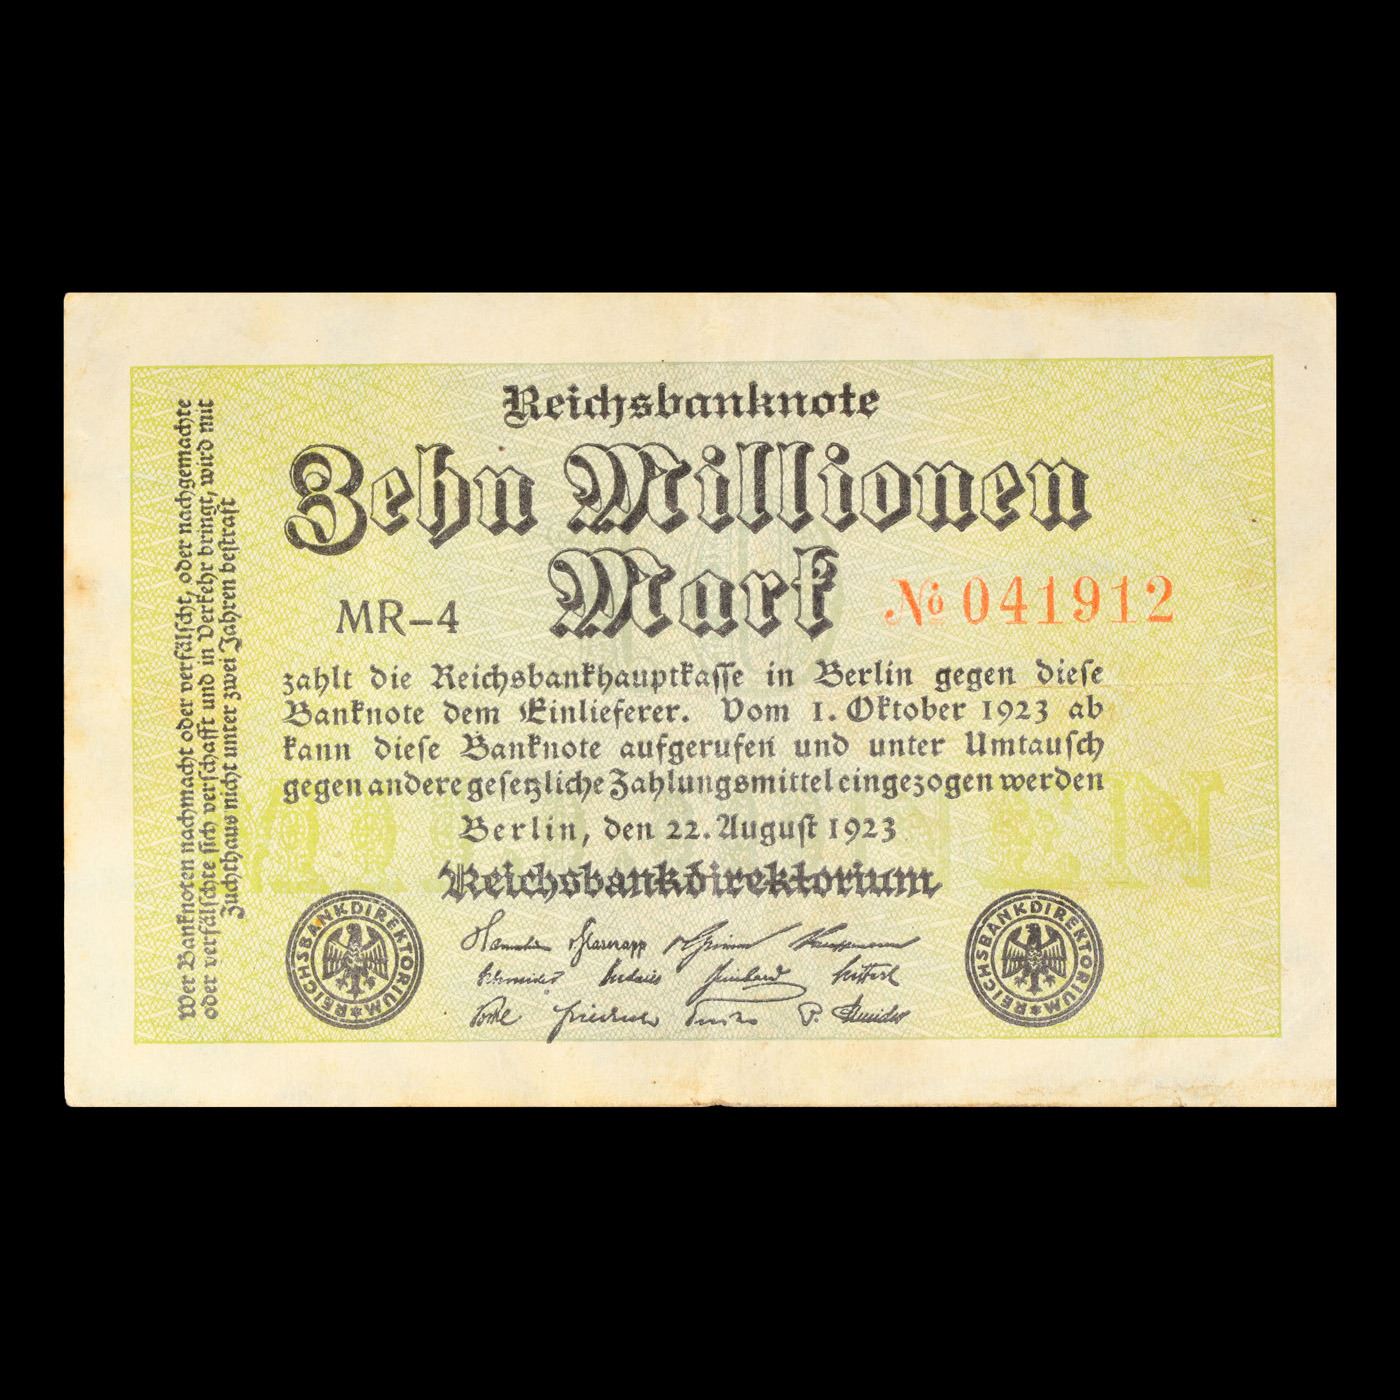 Reichsbanknote
Zehn Millionen
Mark
MR-4
№ 041912
zahlt die Reichsbankhauptkasse in Berlin gegen diese
Banknote dem Einlieferer. Vom 1. Oktober 1923 ab
kann diese Banknote aufgerufen und unter Umtausch
gegen andere gesetzliche Zahlungsmittel eingezogen werden
Berlin, den 22. August 1923
Reichsbankdirektorium
REICHSBANKDIREKTORIUM
REICHSBANKDIREKTORIUM
Wer Banknoten nachmacht oder verfälscht, oder nachgemachte
oder verfälschte sich verschafft und in Verkehr bringt, wird mit
Zuchthaus nicht unter zwei Jahren bestraft